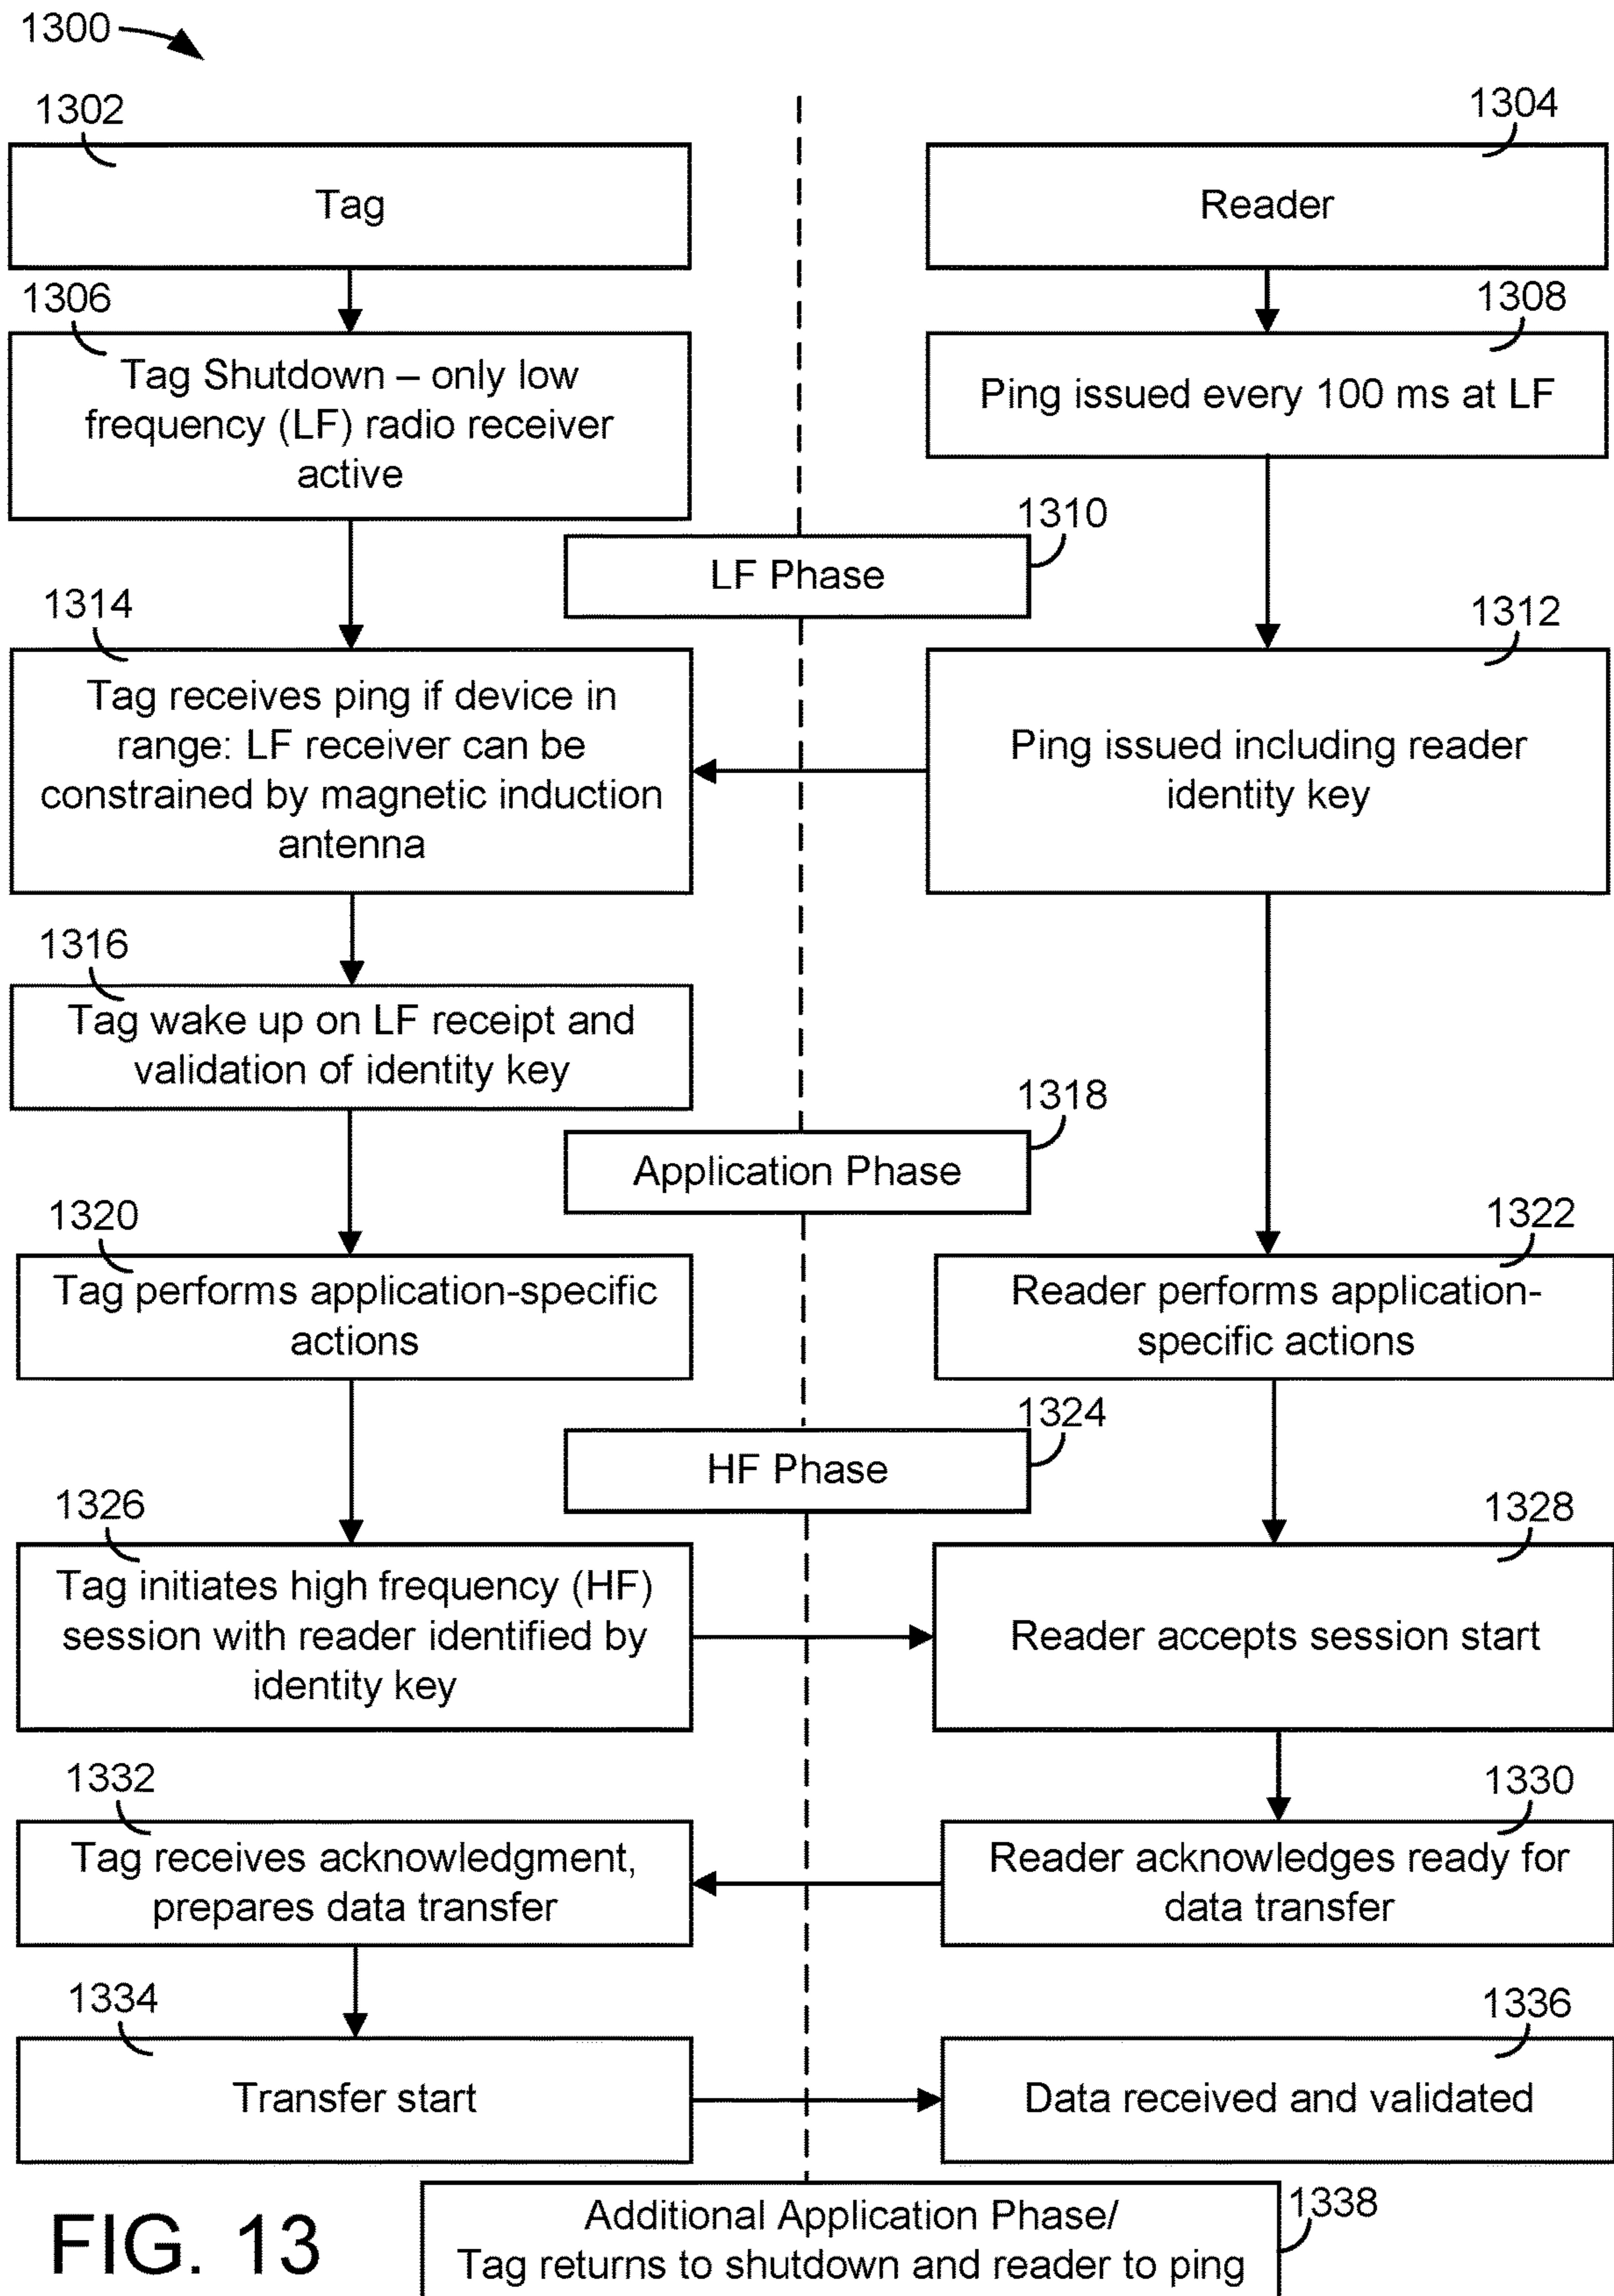 1300
1302
1304
Tag
Reader
1306
1308
Tag Shutdown – only low
frequency (LF) radio receiver
active
Ping issued every 100 ms at LF
1310
LF Phase
1314
1312
Tag receives ping if device in
range: LF receiver can be
constrained by magnetic induction
antenna
Ping issued including reader
identity key
1316
Tag wake up on LF receipt and
validation of identity key
1318
Application Phase
1320
1322
Tag performs application-specific
actions
Reader performs application-
specific actions
1324
HF Phase
1326
1328
Tag initiates high frequency (HF)
session with reader identified by
identity key
Reader accepts session start
1332
1330
Tag receives acknowledgment,
prepares data transfer
Reader acknowledges ready for
data transfer
1334
1336
Transfer start
Data received and validated
1338
Additional Application Phase/
Tag returns to shutdown and reader to ping
FIG. 13